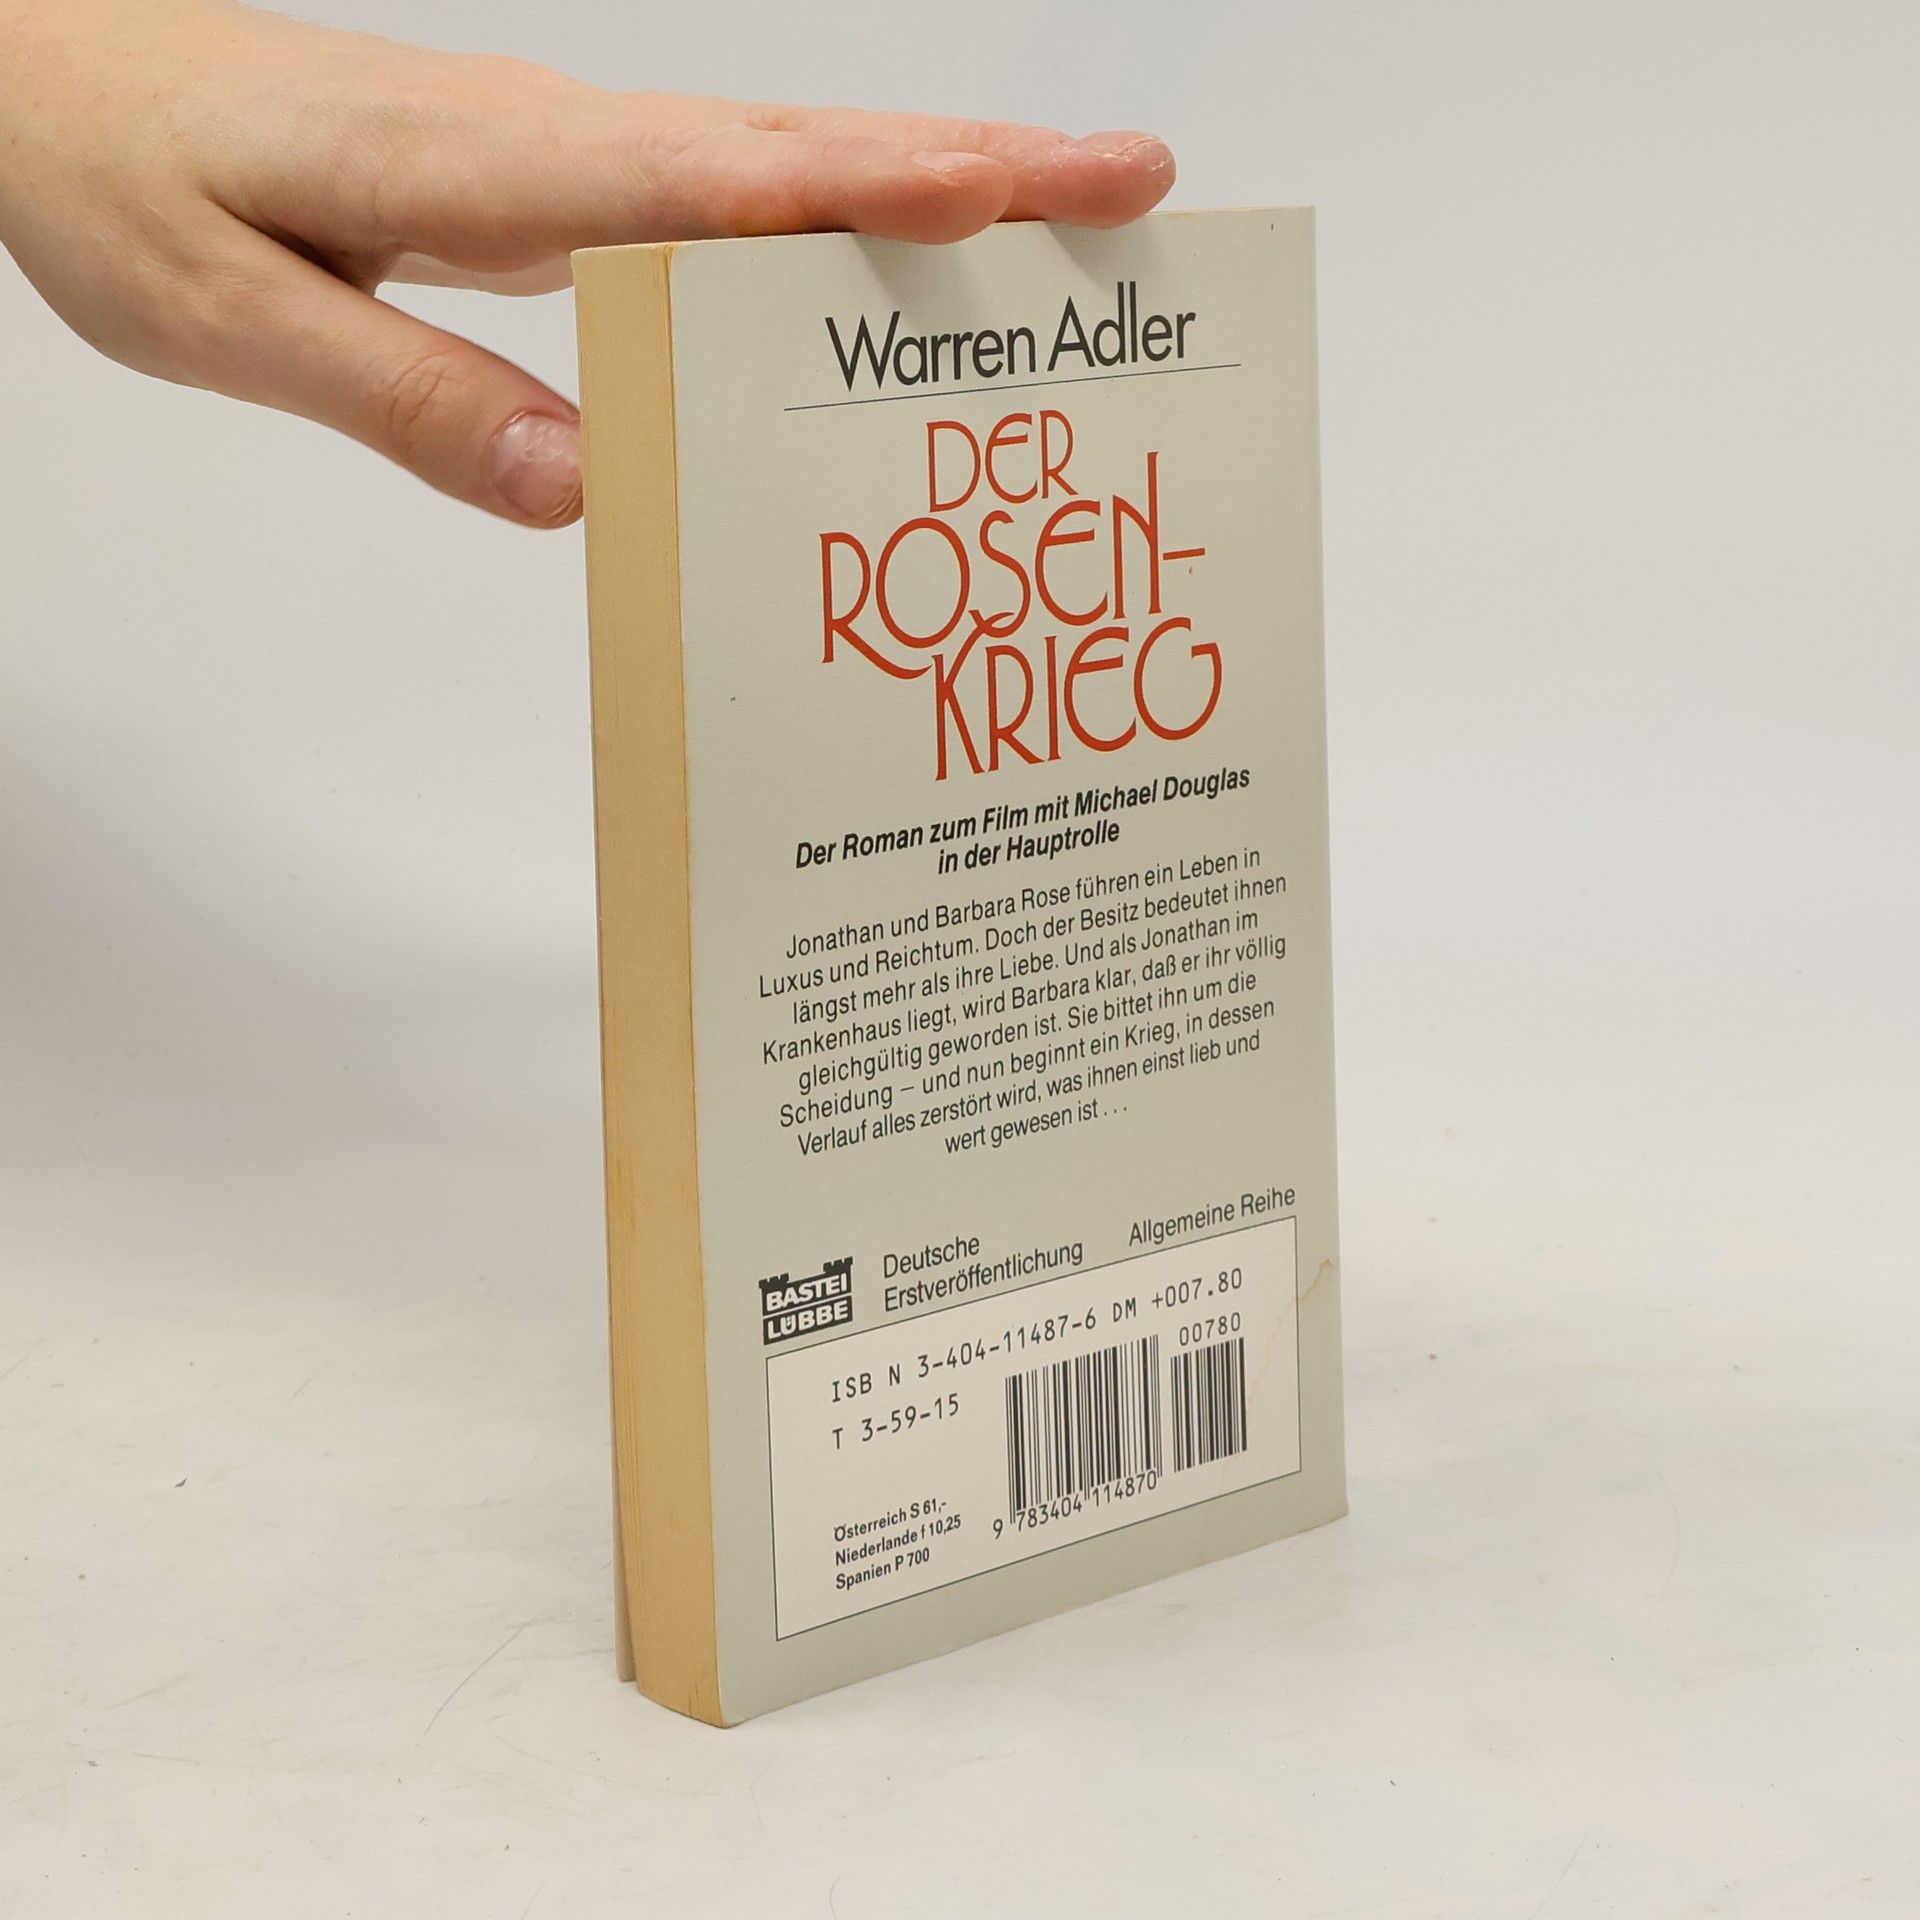 Warren Adler
DER
ROSEN-
KRIEG
Der Roman zum Film mit Michael Douglas
in der Hauptrolle
Jonathan und Barbara Rose führen ein Leben in
Luxus und Reichtum. Doch der Besitz bedeutet ihnen
längst mehr als ihre Liebe. Und als Jonathan im
Krankenhaus liegt, wird Barbara klar, daß er ihr völlig
gleichgültig geworden ist. Sie bittet ihn um die
Scheidung – und nun beginnt ein Krieg, in dessen
Verlauf alles zerstört wird, was ihnen einst lieb und
wert gewesen ist . . .
BASTEI
LÜBBE
Deutsche
Erstveröffentlichung
Allgemeine Reihe
ISB N 3-404-11487-6 DM +007.80
T 3-59-15
00780
9 783404 114870
Österreich S 61,-
Niederlande f 10,25
Spanien P 700